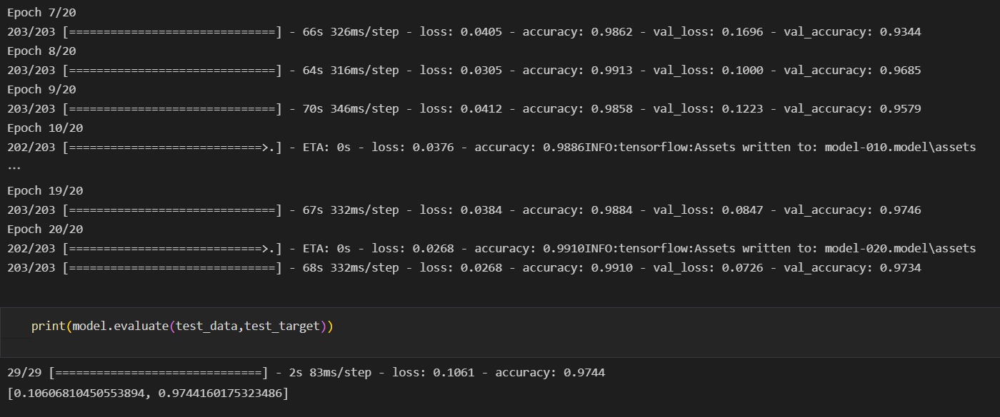 Epoch 7/20
203/203 [==============================] - 66s 326ms/step - loss: 0.0405 - accuracy: 0.9862 - val_loss: 0.1696 - val_accuracy: 0.9344
Epoch 8/20
203/203 [==============================] - 64s 316ms/step - loss: 0.0305 - accuracy: 0.9913 - val_loss: 0.1000 - val_accuracy: 0.9685
Epoch 9/20
203/203 [==============================] - 70s 346ms/step - loss: 0.0412 - accuracy: 0.9858 - val_loss: 0.1223 - val_accuracy: 0.9579
Epoch 10/20
202/203 [============================>.] - ETA: 0s - loss: 0.0376 - accuracy: 0.9886INFO:tensorflow:Assets written to: model-010.model\assets
...
Epoch 19/20
203/203 [==============================] - 67s 332ms/step - loss: 0.0384 - accuracy: 0.9884 - val_loss: 0.0847 - val_accuracy: 0.9746
Epoch 20/20
202/203 [============================>.] - ETA: 0s - loss: 0.0268 - accuracy: 0.9910INFO:tensorflow:Assets written to: model-020.model\assets
203/203 [==============================] - 68s 332ms/step - loss: 0.0268 - accuracy: 0.9910 - val_loss: 0.0726 - val_accuracy: 0.9734
print(model.evaluate(test_data,test_target))
29/29 [==============================] - 2s 83ms/step - loss: 0.1061 - accuracy: 0.9744
[0.10606810450553894, 0.9744160175323486]